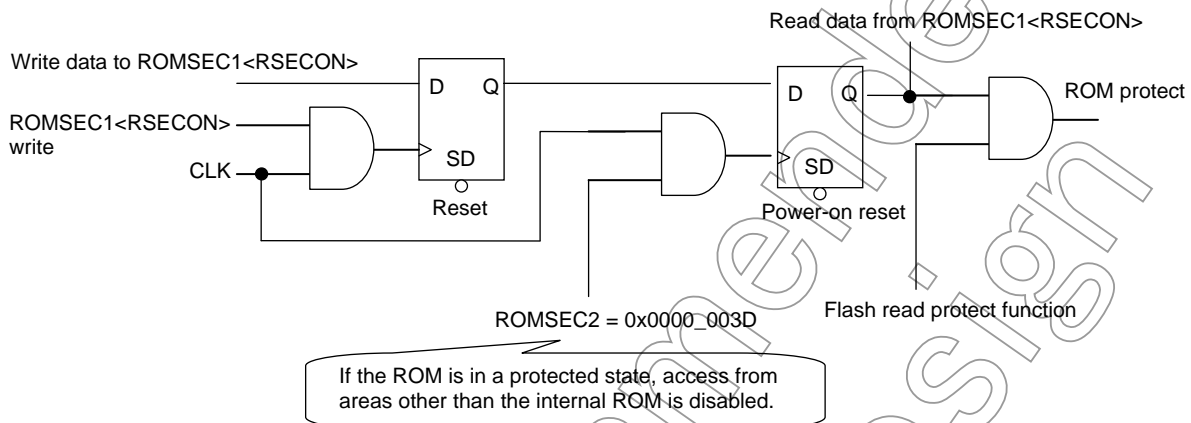 Read data from ROMSEC1<RSECON>
Write data to ROMSEC1<RSECON>
D Q
D Q
ROM protect
ROMSEC1<RSECON>
write
CLK
SD
SD
Reset
Power-on reset
ROMSEC2 = 0x0000_003D
Flash read protect function
If the ROM is in a protected state, access from
areas other than the internal ROM is disabled.